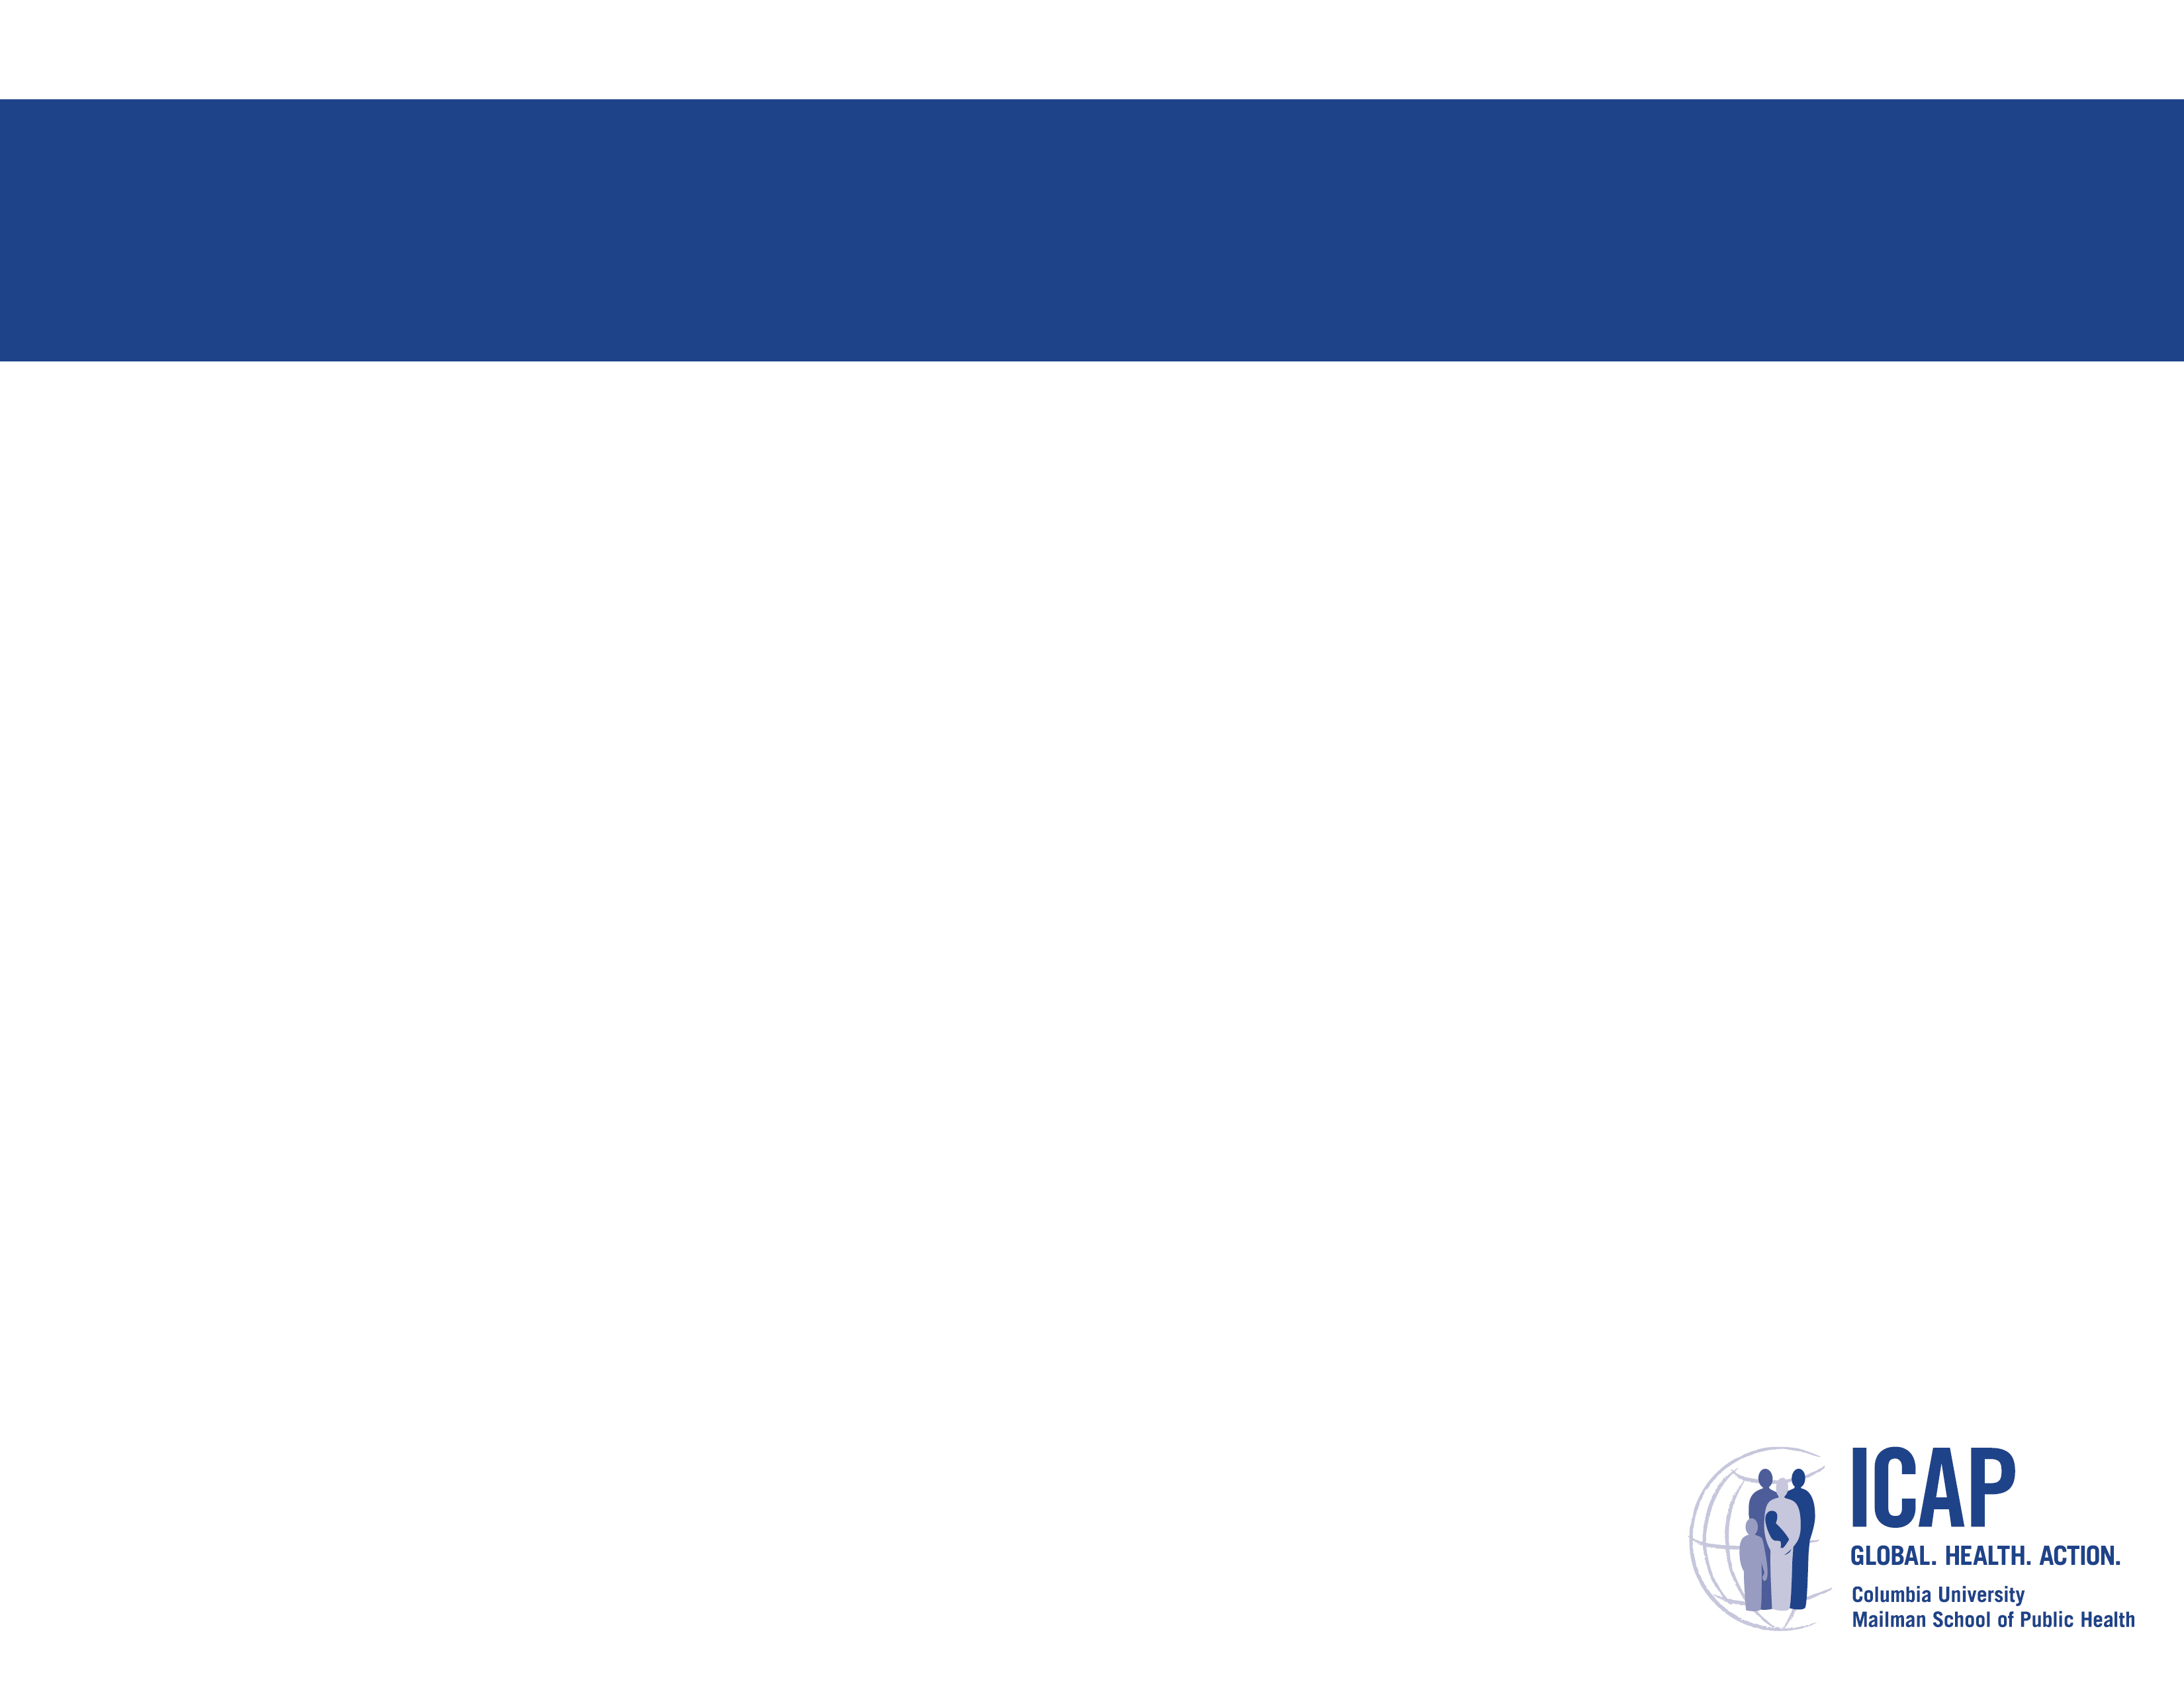 ICAP
GLOBAL. HEALTH. ACTION.
Columbia University
Mailman School of Public Health